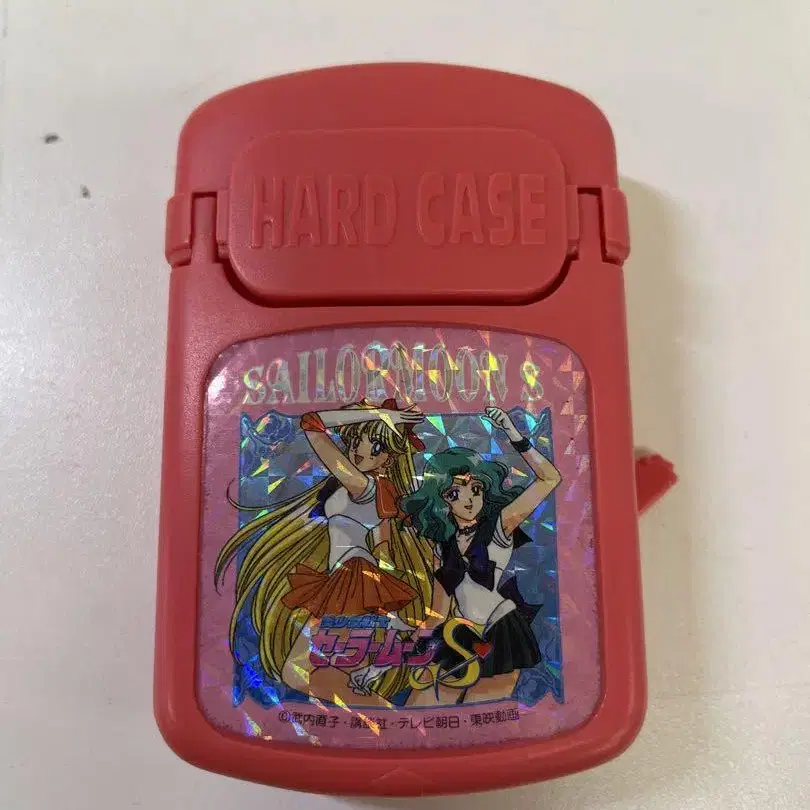 HARD CASE
SAILORMOON S
美少女戦士
セーラームーンS
©武内直子・講談社・テレビ朝日・東映動画